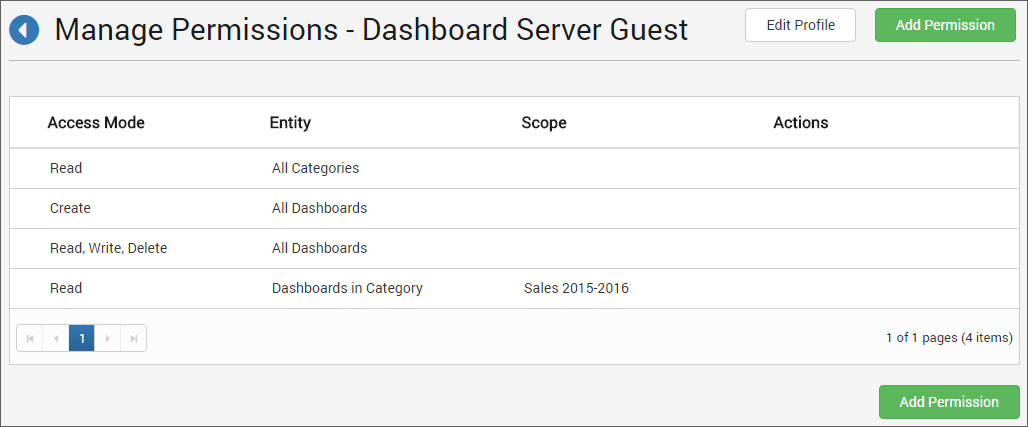 Manage Permissions - Dashboard Server Guest
Edit Profile
Add Permission
Access Mode Entity Scope Actions
Read All Categories
Create All Dashboards
Read, Write, Delete All Dashboards
Read Dashboards in Category Sales 2015-2016
1 1 of 1 pages (4 items)
Add Permission